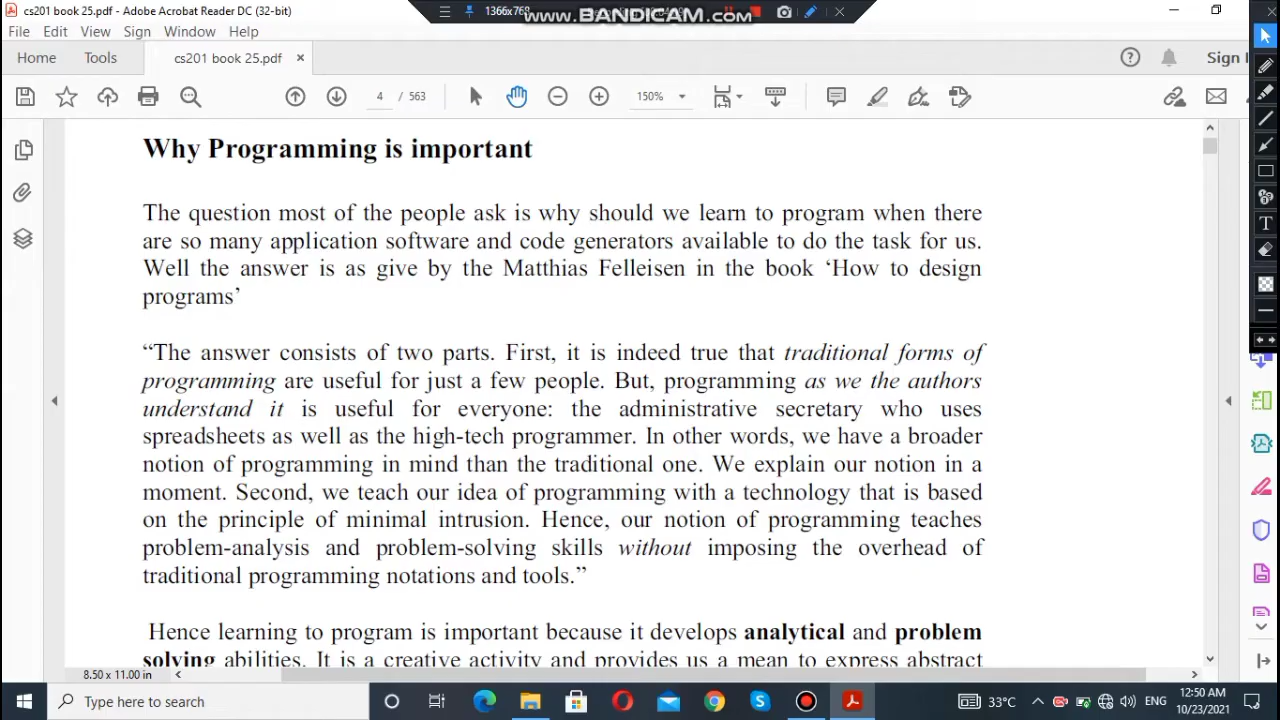 cs201 book 25.pdf - Adobe Acrobat Reader DC (32-bit)
1366x768
www.BANDICAM.com
File Edit View Sign Window Help
Home Tools cs201 book 25.pdf Sign
4 / 563 150%
Why Programming is important
The question most of the people ask is why should we learn to program when there
are so many application software and code generators available to do the task for us.
Well the answer is as give by the Matthias Felleisen in the book ‘How to design
programs’
“The answer consists of two parts. First, it is indeed true that traditional forms of
programming are useful for just a few people. But, programming as we the authors
understand it is useful for everyone: the administrative secretary who uses
spreadsheets as well as the high-tech programmer. In other words, we have a broader
notion of programming in mind than the traditional one. We explain our notion in a
moment. Second, we teach our idea of programming with a technology that is based
on the principle of minimal intrusion. Hence, our notion of programming teaches
problem-analysis and problem-solving skills without imposing the overhead of
traditional programming notations and tools.”
Hence learning to program is important because it develops analytical and problem
solving abilities. It is a creative activity and provides us a mean to express abstract
8.50 x 11.00 in
Type here to search
33°C ENG 12:50 AM
10/23/2021